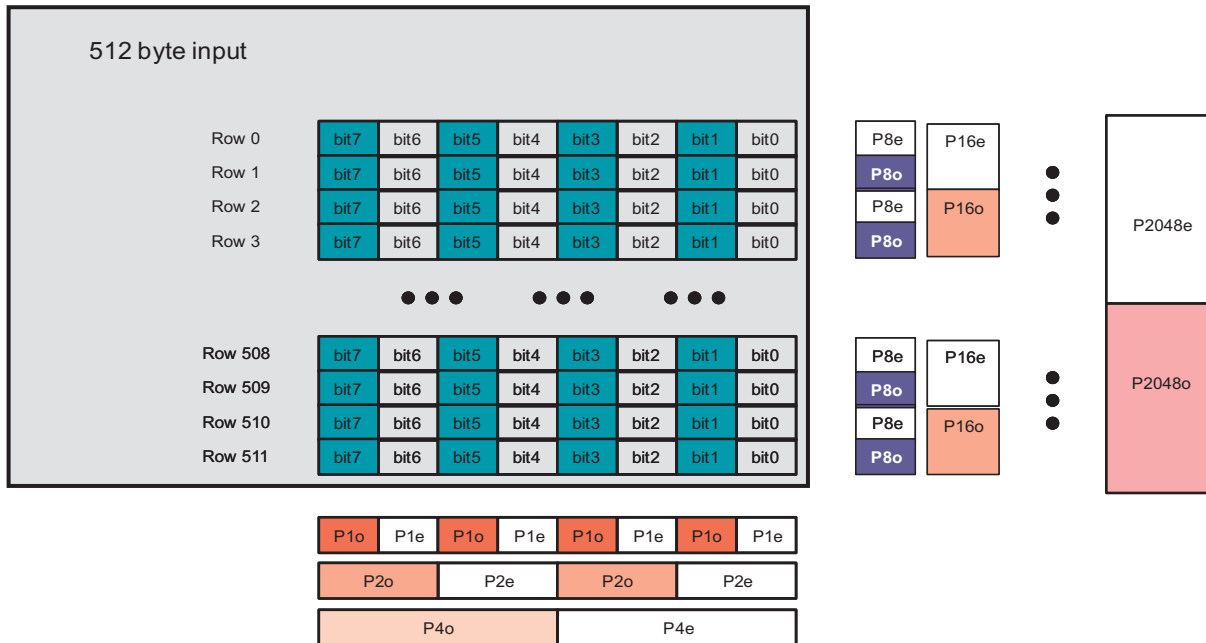 512 byte input
Row 0 bit7 bit6 bit5 bit4 bit3 bit2 bit1 bit0 P8e P16e
Row 1 bit7 bit6 bit5 bit4 bit3 bit2 bit1 bit0 P8o
Row 2 bit7 bit6 bit5 bit4 bit3 bit2 bit1 bit0 P8e P16o
Row 3 bit7 bit6 bit5 bit4 bit3 bit2 bit1 bit0 P8o
P2048e
Row 508 bit7 bit6 bit5 bit4 bit3 bit2 bit1 bit0 P8e P16e
Row 509 bit7 bit6 bit5 bit4 bit3 bit2 bit1 bit0 P8o P2048o
Row 510 bit7 bit6 bit5 bit4 bit3 bit2 bit1 bit0 P8e P16o
Row 511 bit7 bit6 bit5 bit4 bit3 bit2 bit1 bit0 P8o
P1o P1e P1o P1e P1o P1e P1o P1e
P2o P2e P2o P2e
P4o P4e